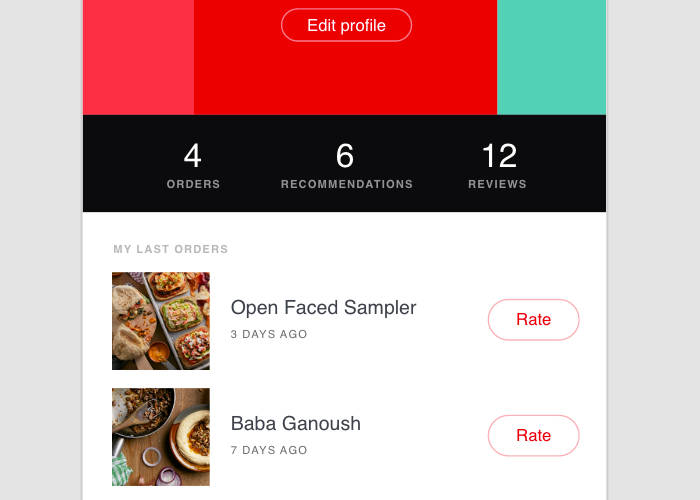 Edit profile
4 6 12
ORDERS RECOMMENDATIONS REVIEWS
MY LAST ORDERS
Open Faced Sampler
3 DAYS AGO
Rate
Baba Ganoush
7 DAYS AGO
Rate